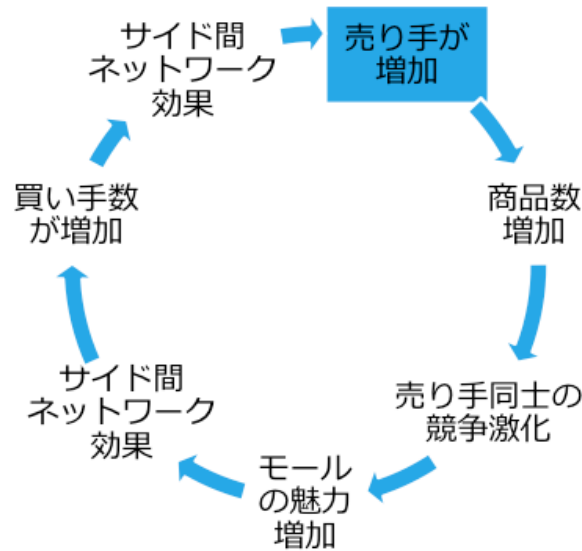 売り手が
増加
商品数
増加
売り手同士の
競争激化
モール
の魅力
増加
サイド間
ネットワーク
効果
買い手数
が増加
サイド間
ネットワーク
効果